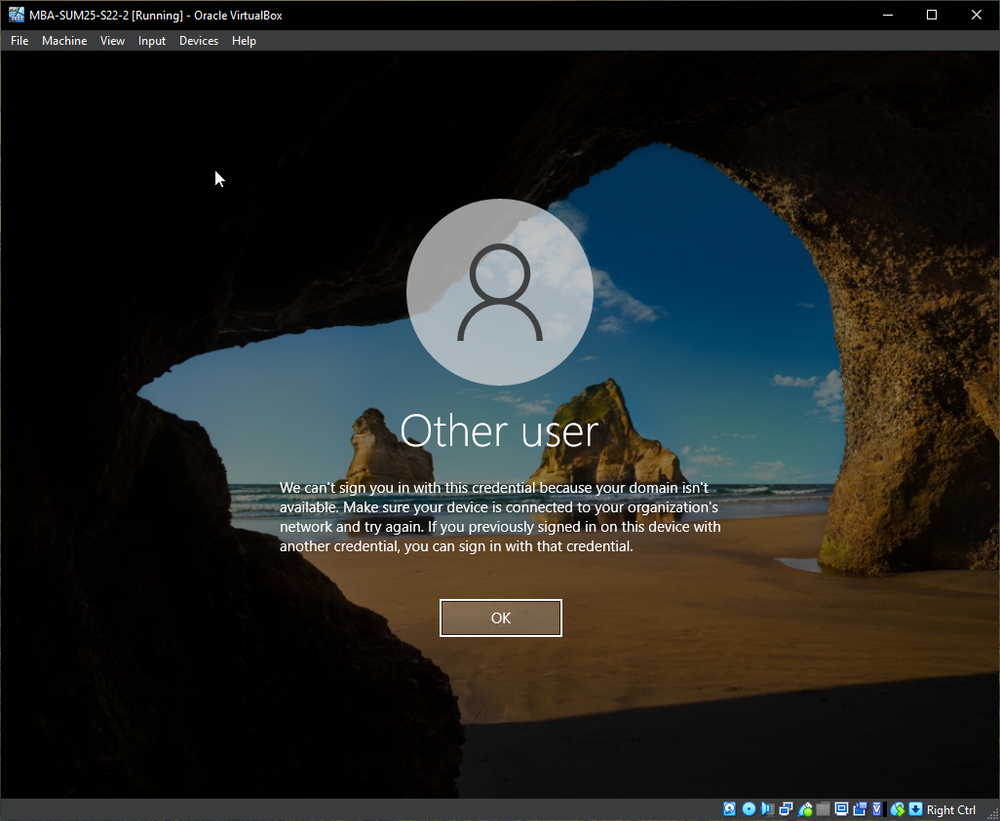 MBA-SUM25-S22-2 [Running] - Oracle VirtualBox
File Machine View Input Devices Help
Other user
We can't sign you in with this credential because your domain isn't
available. Make sure your device is connected to your organization's
network and try again. If you previously signed in on this device with
another credential, you can sign in with that credential.
OK
Right Ctrl